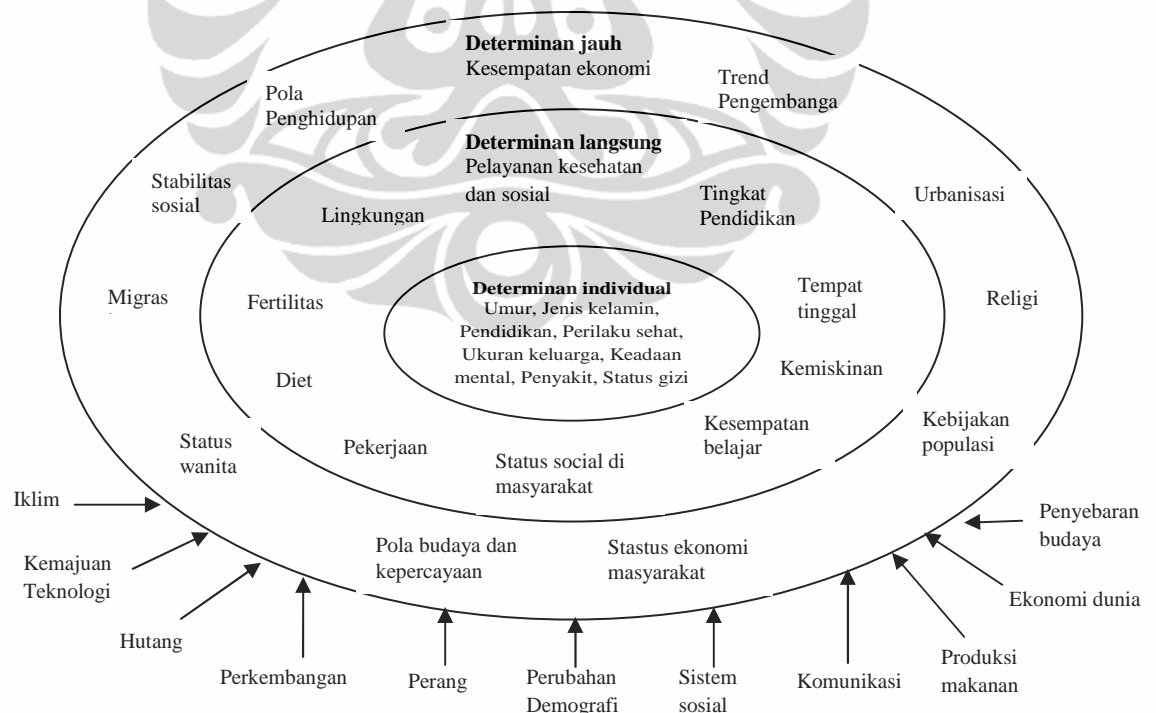 Determinan jauh
Kesempatan ekonomi
Trend
Pengembanga
Pola
Penghidupan
Determinan langsung
Pelayanan kesehatan
dan sosial
Stabilitas
sosial
Lingkungan
Tingkat
Pendidikan
Urbanisasi
Migras
Fertilitas
Determinan individual
Umur, Jenis kelamin,
Pendidikan, Perilaku sehat,
Ukuran keluarga, Keadaan
mental, Penyakit, Status gizi
Tempat
tinggal
Religi
Diet
Kemiskinan
Status
wanita
Pekerjaan
Status social di
masyarakat
Kesempatan
belajar
Kebijakan
populasi
Iklim
Pola budaya dan
kepercayaan
Stastus ekonomi
masyarakat
Penyebaran
budaya
Kemajuan
Teknologi
Ekonomi dunia
Hutang
Perkembangan
Perang
Perubahan
Demografi
Sistem
sosial
Komunikasi
Produksi
makanan